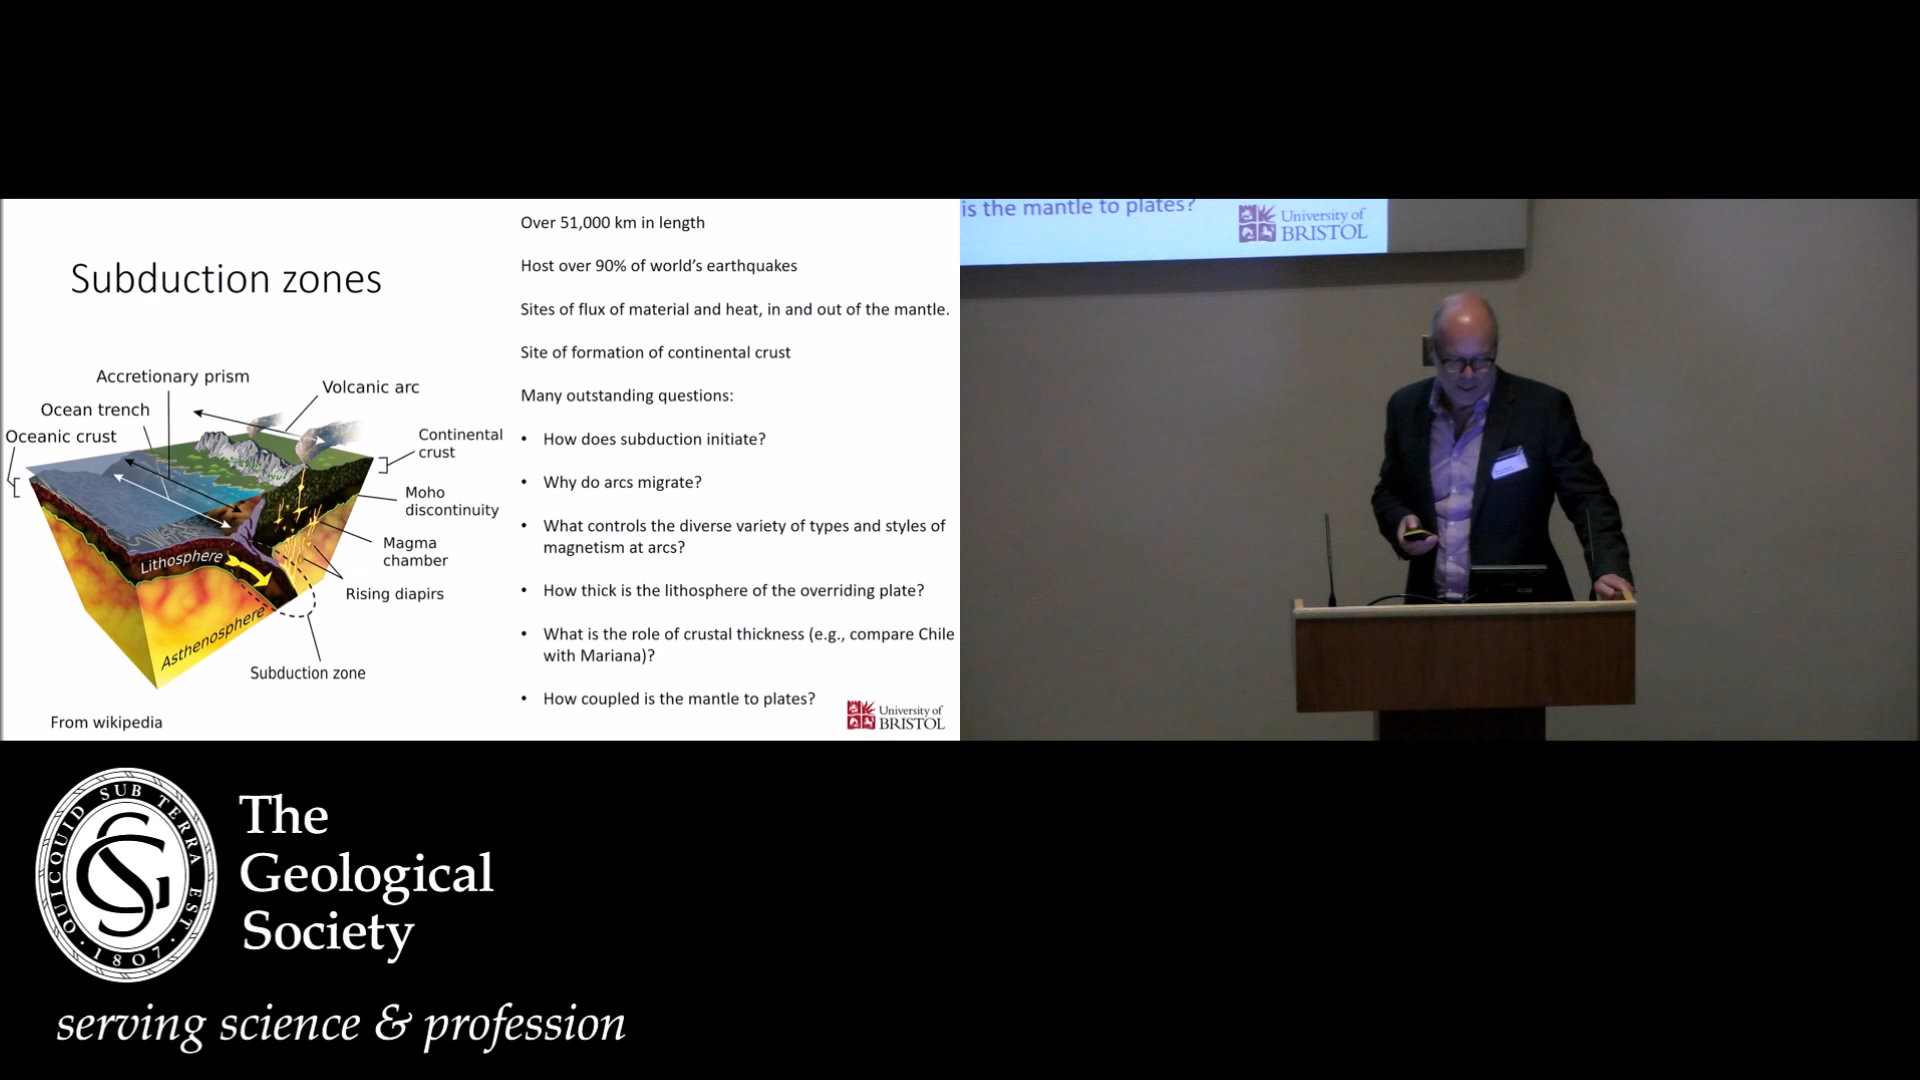 Subduction zones
Accretionary prism
Volcanic arc
Ocean trench
Oceanic crust
Continental
crust
Moho
discontinuity
Magma
chamber
Lithosphere
Rising diapirs
Asthenosphere
Subduction zone
From wikipedia
Over 51,000 km in length
Host over 90% of world's earthquakes
Sites of flux of material and heat, in and out of the mantle.
Site of formation of continental crust
Many outstanding questions:
• How does subduction initiate?
• Why do arcs migrate?
• What controls the diverse variety of types and styles of
magnetism at arcs?
• How thick is the lithosphere of the overriding plate?
• What is the role of crustal thickness (e.g., compare Chile
with Mariana)?
• How coupled is the mantle to plates?
University of
BRISTOL
is the mantle to plates?
University of
BRISTOL
QUICQUID SUB TERRA EST
· 1807 ·
The
Geological
Society
serving science & profession